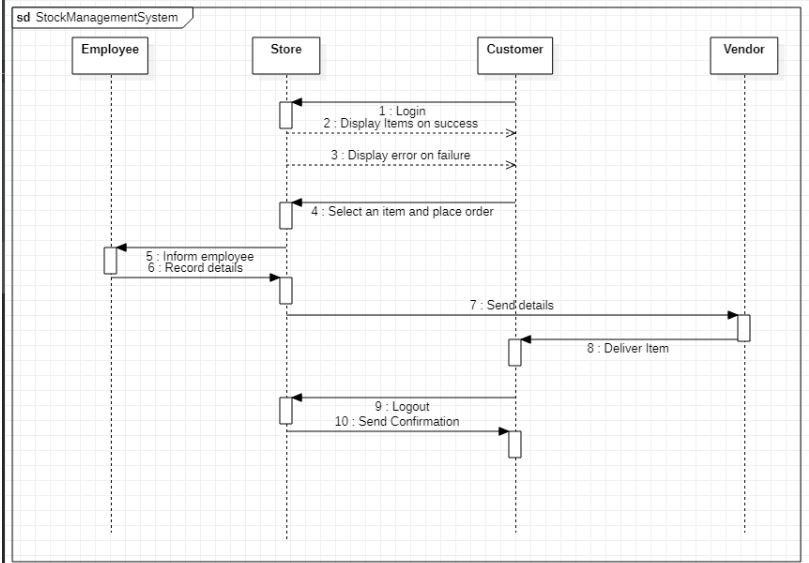 sd StockManagementSystem
Employee Store Customer Vendor
1 : Login
2 : Display Items on success
3 : Display error on failure
4 : Select an item and place order
5 : Inform employee
6 : Record details
7 : Send details
8 : Deliver Item
9 : Logout
10 : Send Confirmation